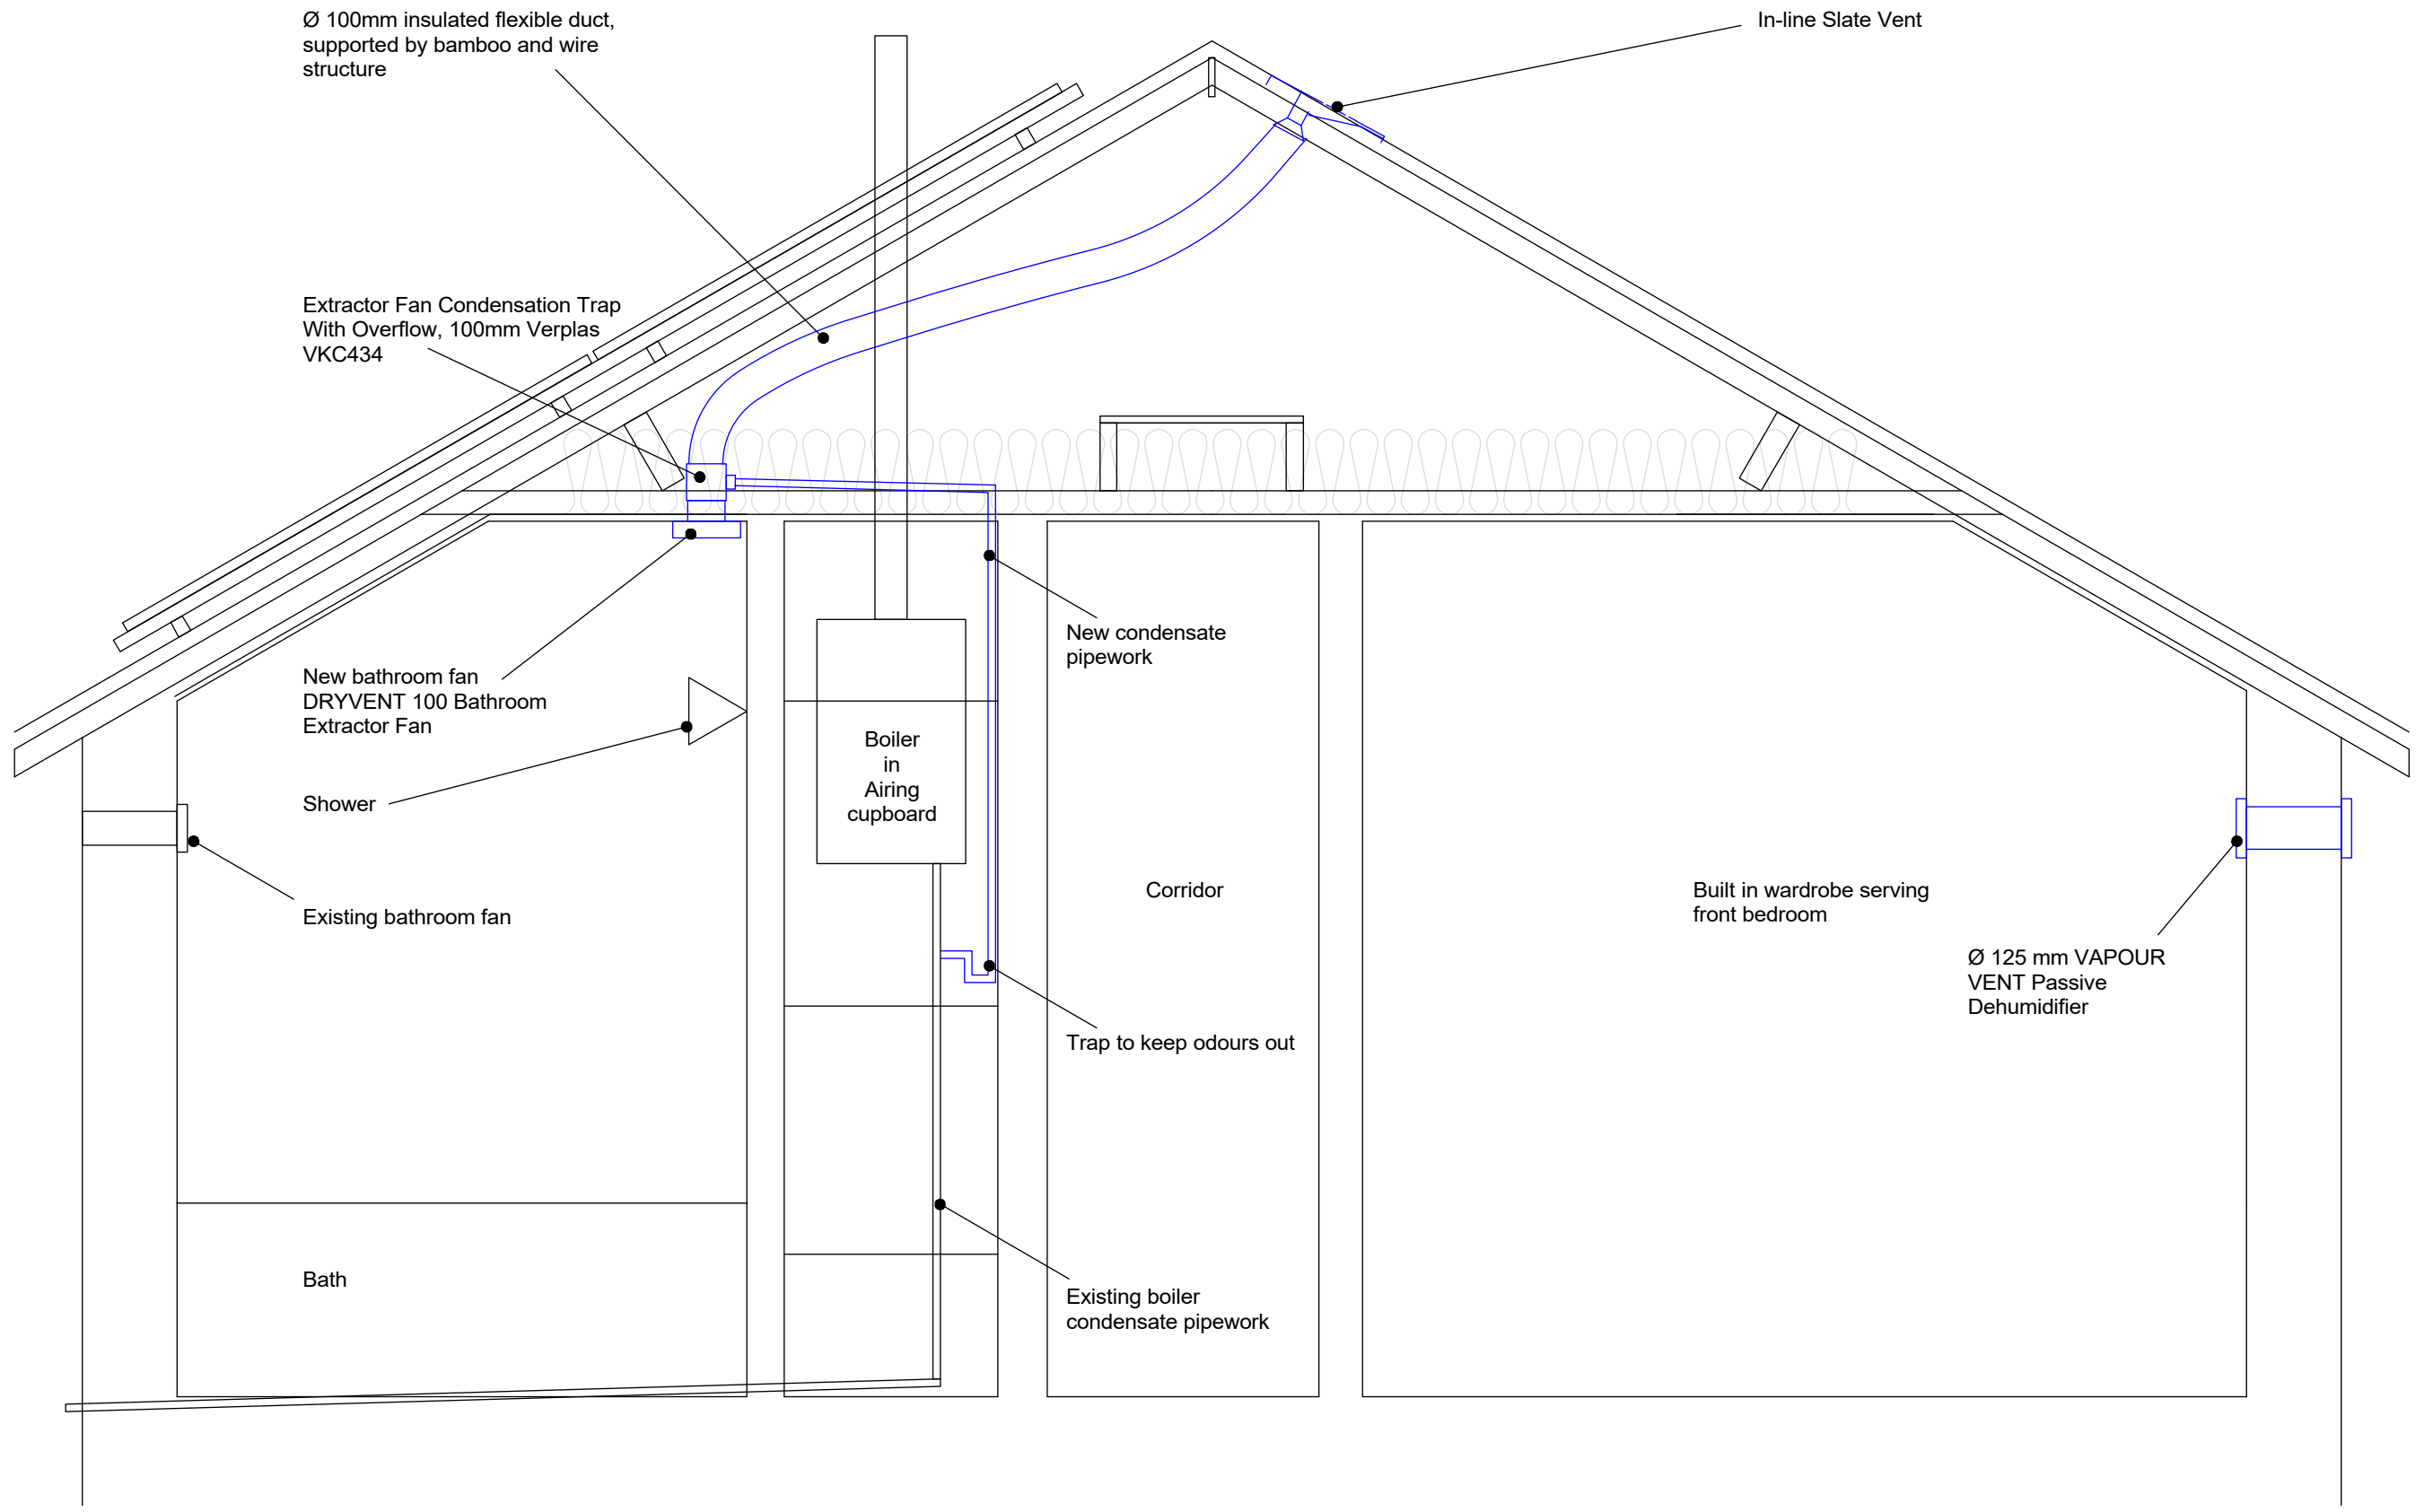 Ø 100mm insulated flexible duct,
supported by bamboo and wire
structure
In-line Slate Vent
Extractor Fan Condensation Trap
With Overflow, 100mm Verplas
VKC434
New bathroom fan
DRYVENT 100 Bathroom
Extractor Fan
Shower
Existing bathroom fan
Bath
Boiler
in
Airing
cupboard
New condensate
pipework
Corridor
Trap to keep odours out
Existing boiler
condensate pipework
Built in wardrobe serving
front bedroom
Ø 125 mm VAPOUR
VENT Passive
Dehumidifier